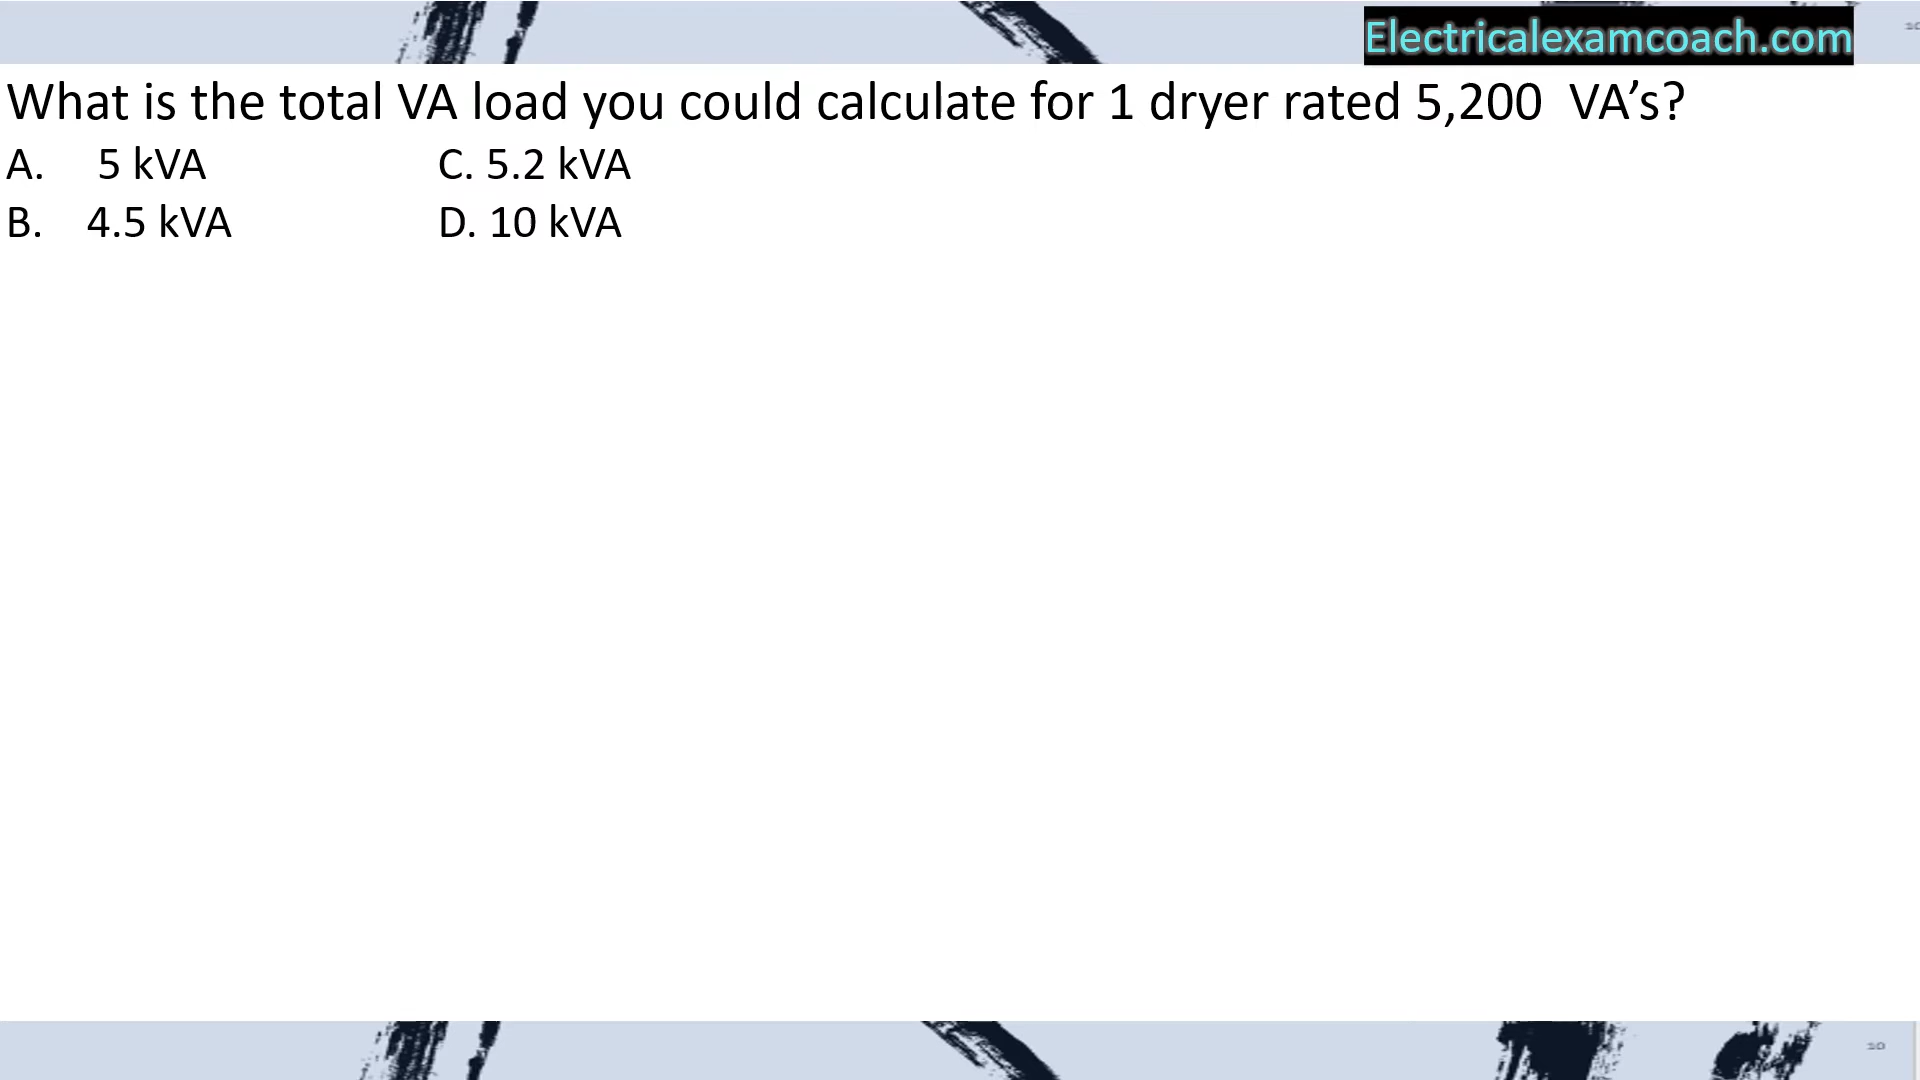 Electricalexamcoach.com
What is the total VA load you could calculate for 1 dryer rated 5,200 VA’s?
A. 5 kVA C. 5.2 kVA
B. 4.5 kVA D. 10 kVA
10